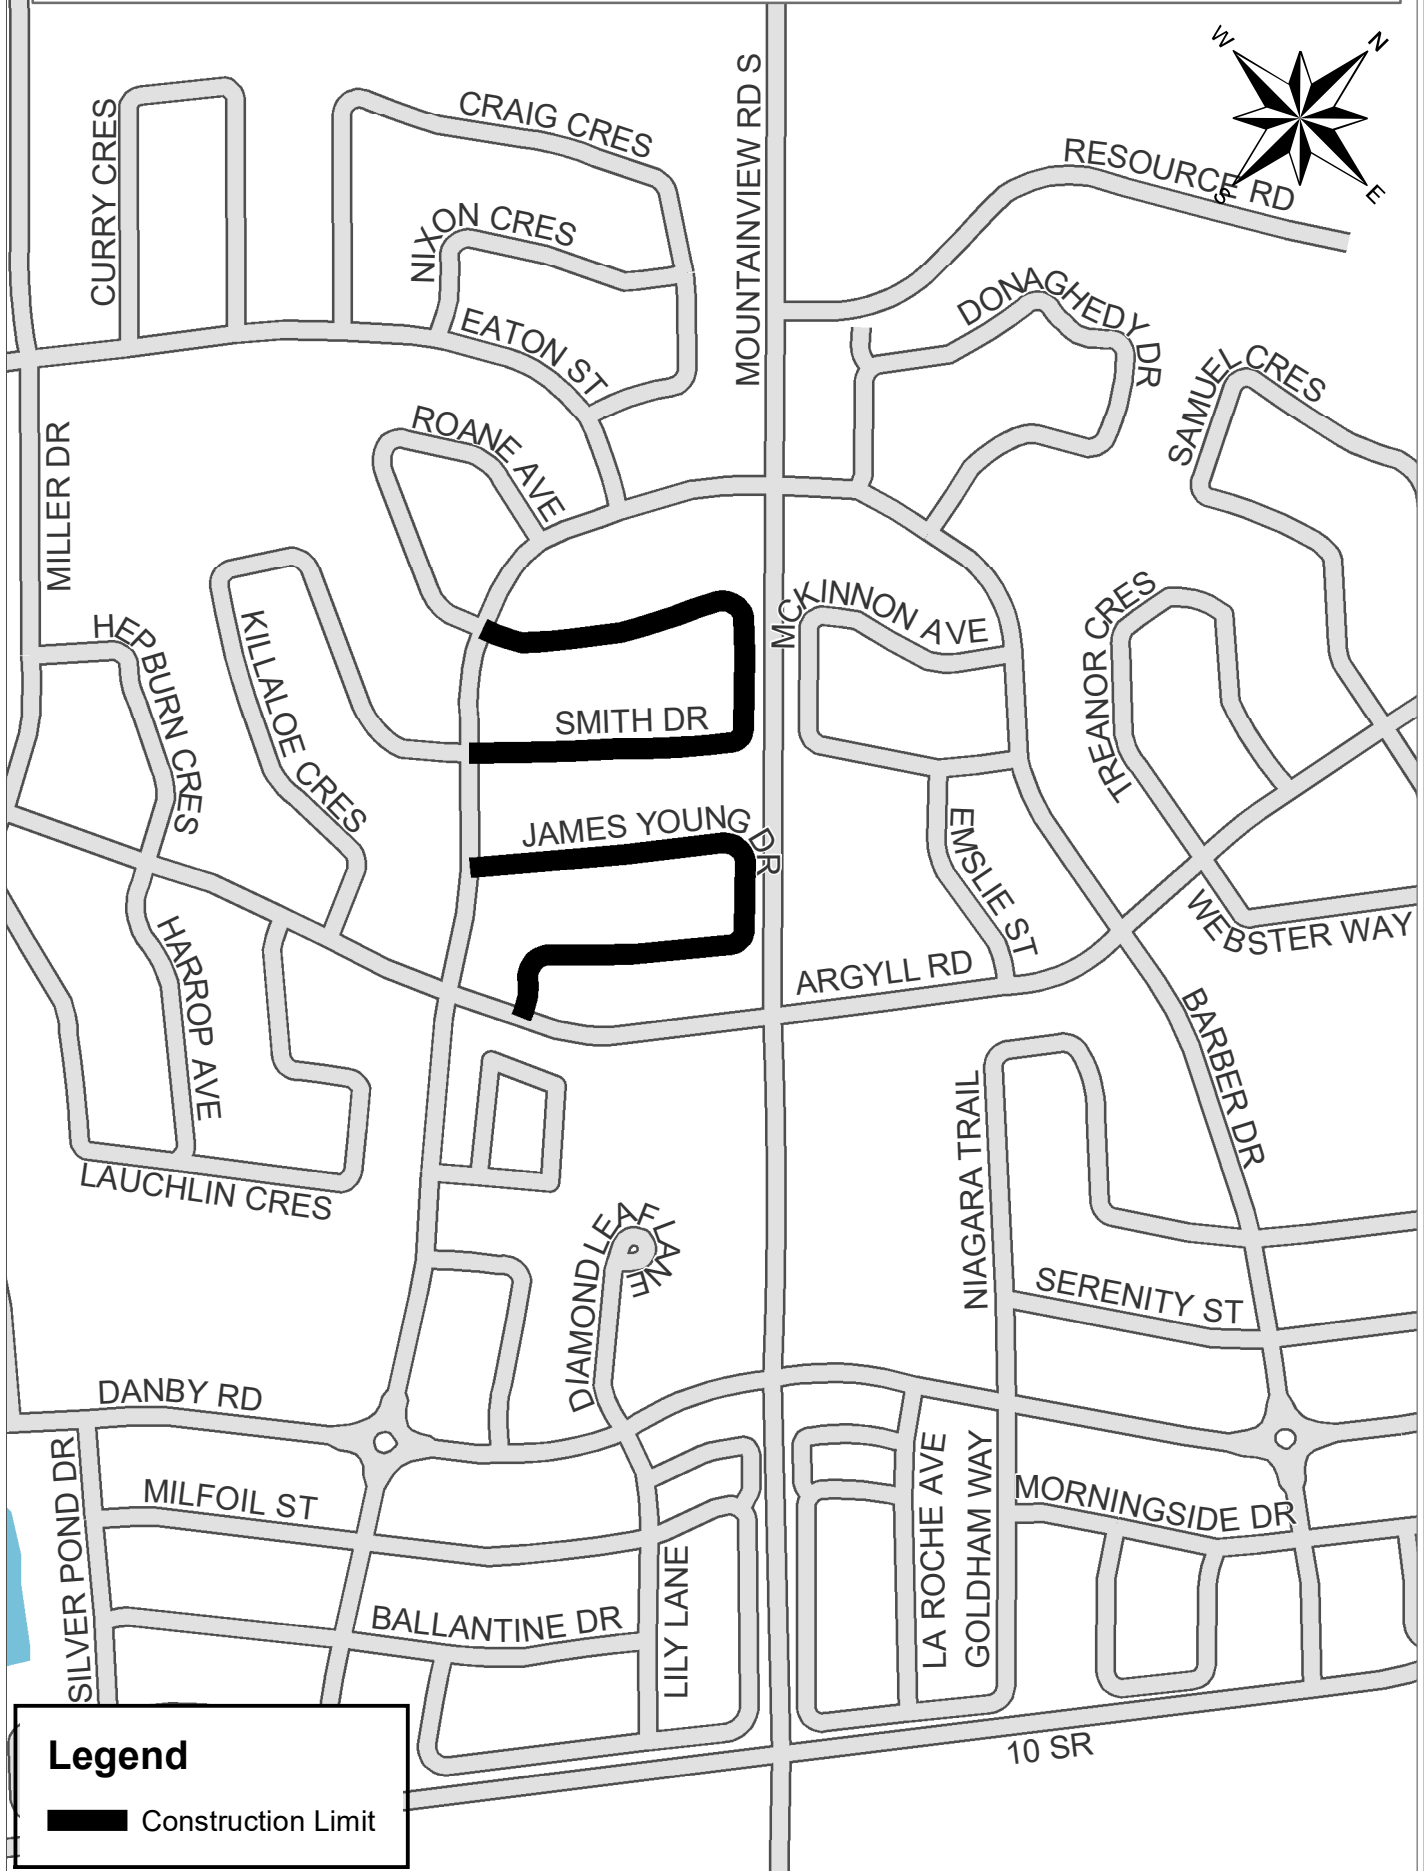 W
N
S
E
CRAIG CRES
CURRY CRES
MOUNTAINVIEW RD S
RESOURCE RD
NIXON CRES
EATON ST
DONAGHEDY DR
SAMUEL CRES
ROANE AVE
MILLER DR
MCKINNON AVE
TREANOR CRES
HEPBURN CRES
KILLALOE CRES
SMITH DR
JAMES YOUNG DR
EMSLIE ST
WEBSTER WAY
HARROP AVE
ARGYLL RD
BARBER DR
LAUCHLIN CRES
NIAGARA TRAIL
DIAMOND LEAF LANE
SERENITY ST
DANBY RD
SILVER POND DR
MILFOIL ST
LA ROCHE AVE
GOLDHAM WAY
MORNINGSIDE DR
BALLANTINE DR
LILY LANE
10 SR
Legend
Construction Limit